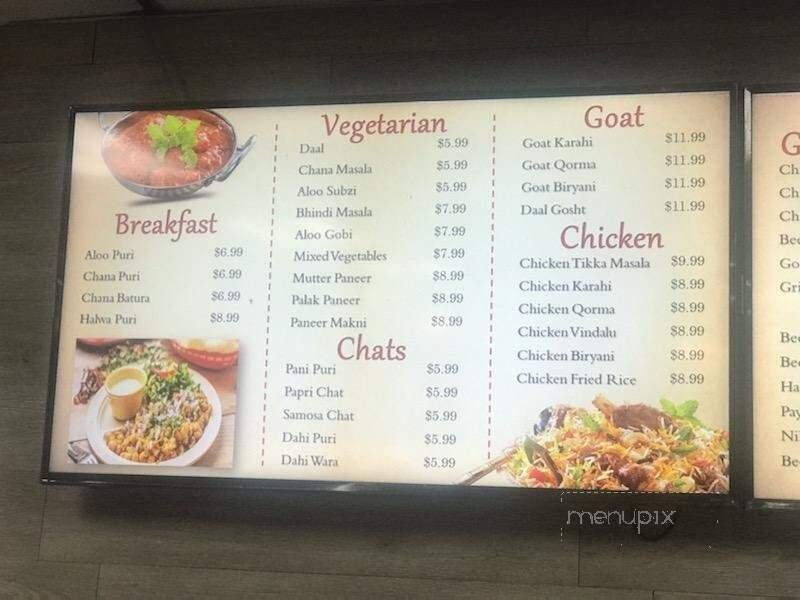 Breakfast
Aloo Puri $6.99
Chana Puri $6.99
Chana Batura $6.99
Halwa Puri $8.99
Vegetarian
Daal $5.99
Chana Masala $5.99
Aloo Subzi $5.99
Bhindi Masala $7.99
Aloo Gobi $7.99
Mixed Vegetables $7.99
Mutter Paneer $8.99
Palak Paneer $8.99
Paneer Makni $8.99
Chats
Pani Puri $5.99
Papri Chat $5.99
Samosa Chat $5.99
Dahi Puri $5.99
Dahi Wara $5.99
Goat
Goat Karahi $11.99
Goat Qorma $11.99
Goat Biryani $11.99
Daal Gosht $11.99
Chicken
Chicken Tikka Masala $9.99
Chicken Karahi $8.99
Chicken Qorma $8.99
Chicken Vindalu $8.99
Chicken Biryani $8.99
Chicken Fried Rice $8.99
menupix